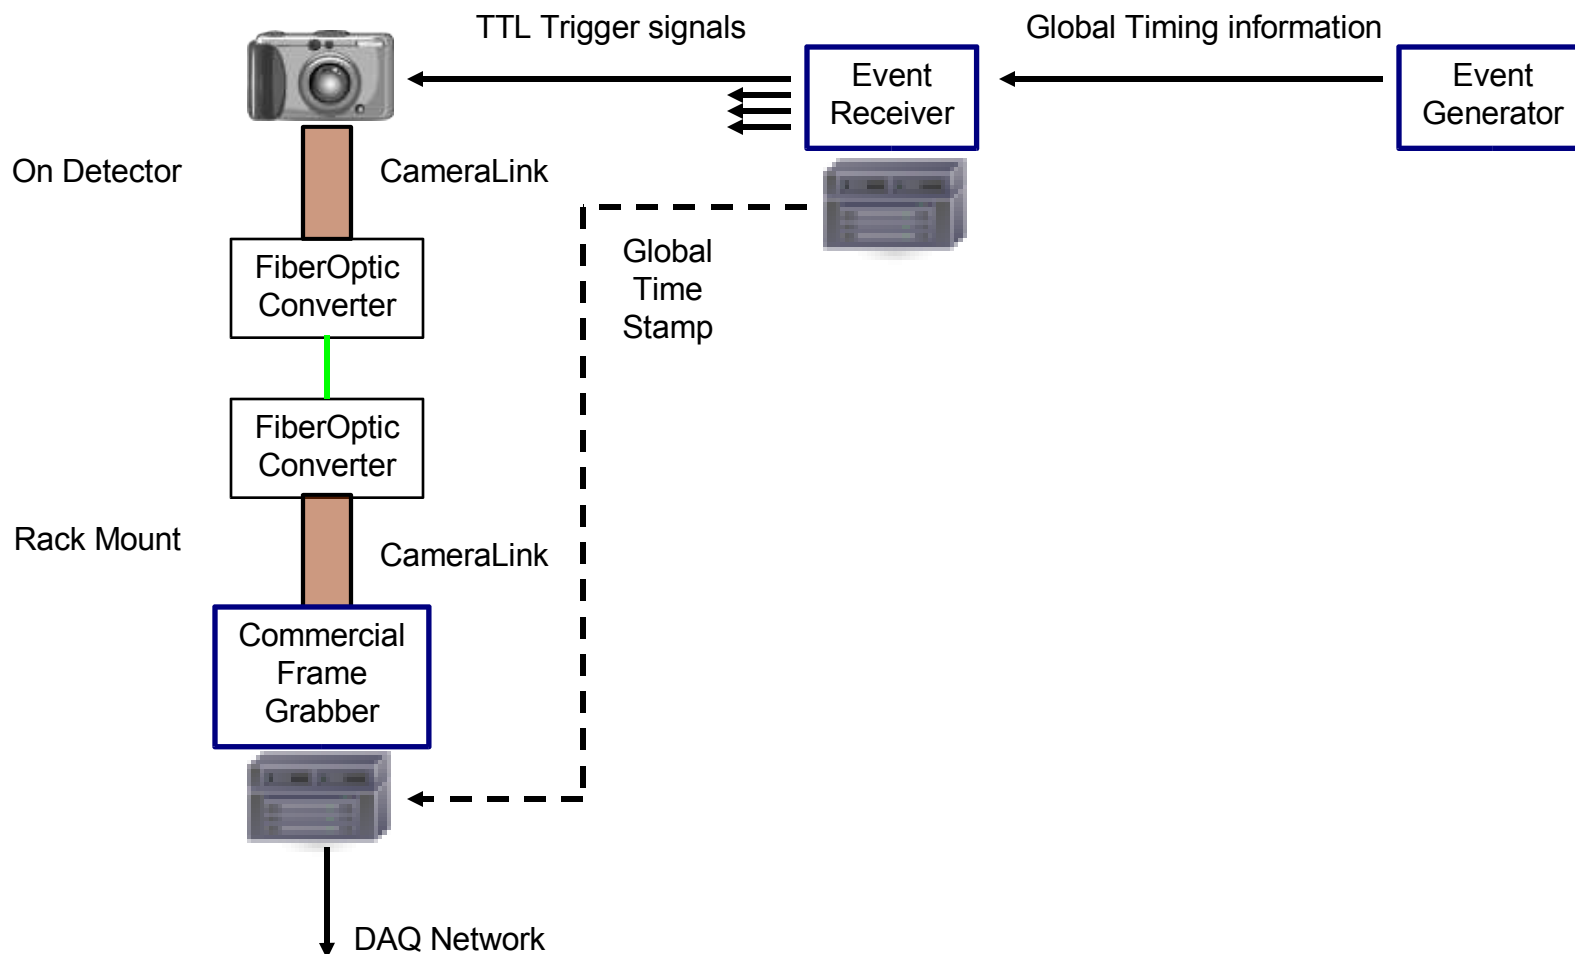 TTL Trigger signals
Global Timing information
Event
Receiver
Event
Generator
On Detector
CameraLink
FiberOptic
Converter
Global
Time
Stamp
FiberOptic
Converter
Rack Mount
CameraLink
Commercial
Frame
Grabber
DAQ Network